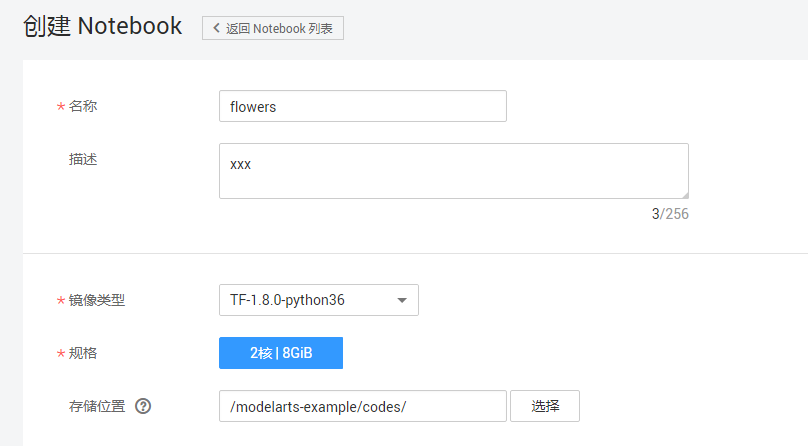 创建 Notebook
返回 Notebook 列表
* 名称
flowers
描述
xxx
3/256
* 镜像类型
TF-1.8.0-python36
* 规格
2核 | 8GiB
存储位置 ?
/modelarts-example/codes/
选择